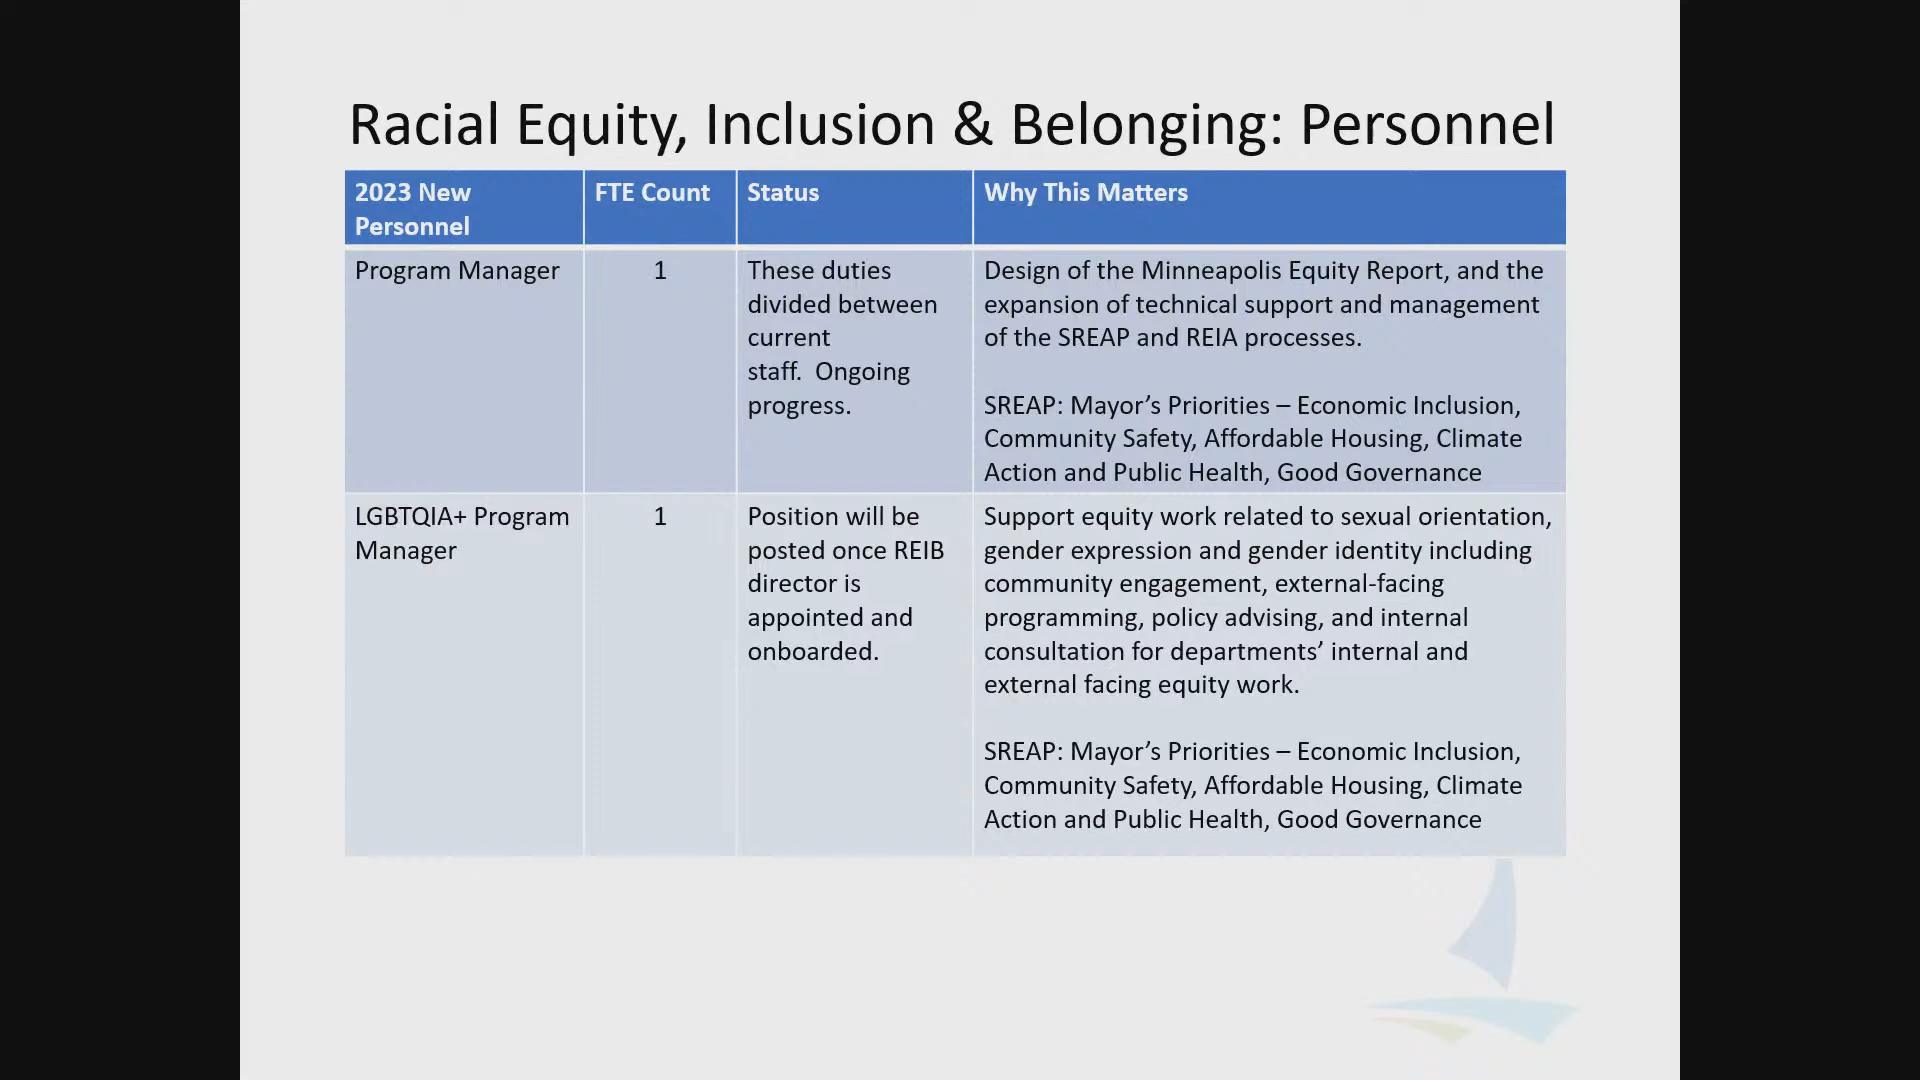 Racial Equity, Inclusion & Belonging: Personnel
2023 New
Personnel
FTE Count
Status
Why This Matters
Program Manager
1
These duties
divided between
current
staff.  Ongoing
progress.
Design of the Minneapolis Equity Report, and the
expansion of technical support and management
of the SREAP and REIA processes.
SREAP: Mayor’s Priorities – Economic Inclusion,
Community Safety, Affordable Housing, Climate
Action and Public Health, Good Governance
LGBTQIA+ Program
Manager
1
Position will be
posted once REIB
director is
appointed and
onboarded.
Support equity work related to sexual orientation,
gender expression and gender identity including
community engagement, external-facing
programming, policy advising, and internal
consultation for departments’ internal and
external facing equity work.
SREAP: Mayor’s Priorities – Economic Inclusion,
Community Safety, Affordable Housing, Climate
Action and Public Health, Good Governance